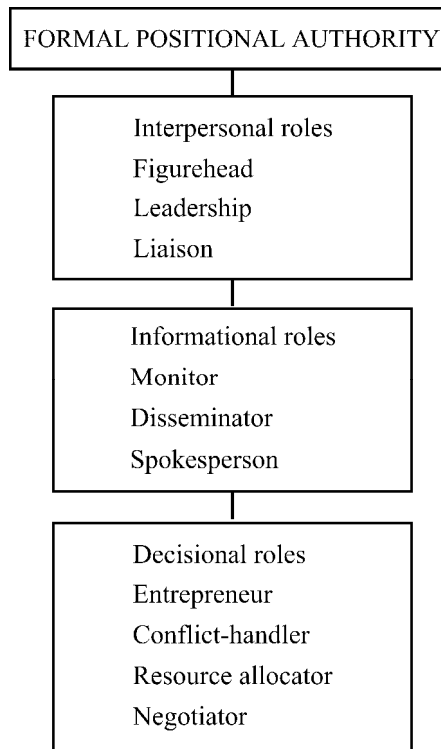 FORMAL POSITIONAL AUTHORITY
Interpersonal roles
Figurehead
Leadership
Liaison
Informational roles
Monitor
Disseminator
Spokesperson
Decisional roles
Entrepreneur
Conflict-handler
Resource allocator
Negotiator